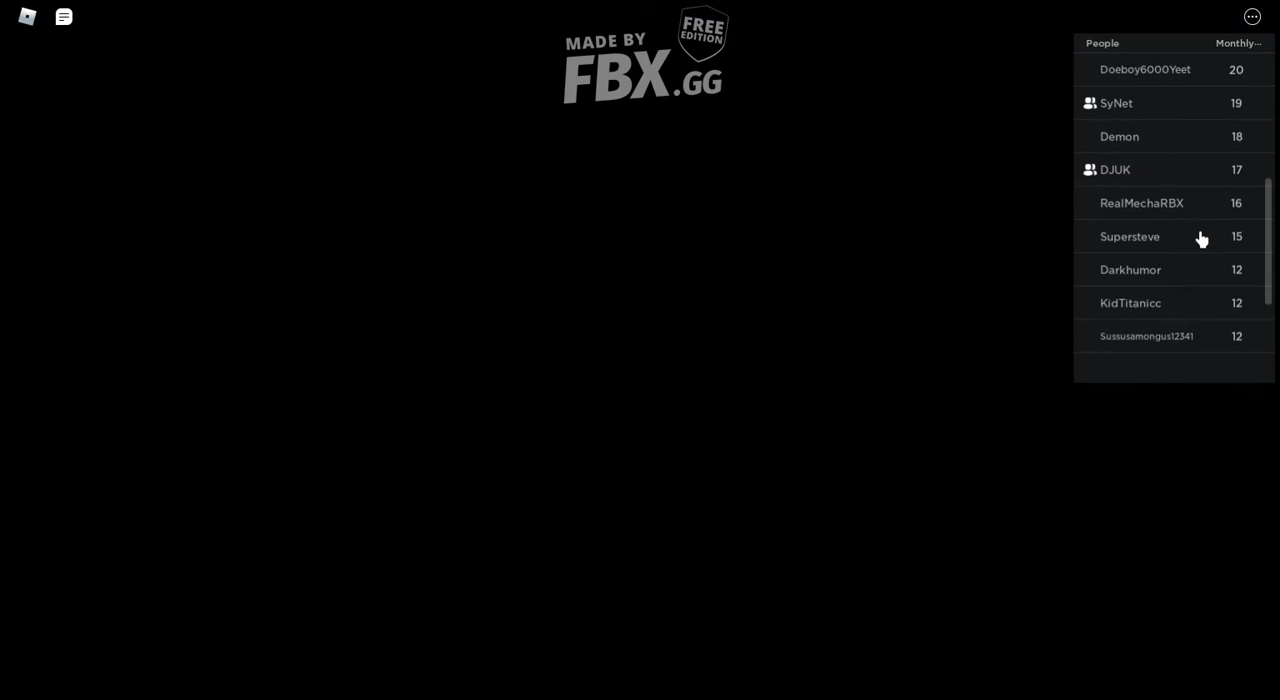 MADE BY
FBX.GG
FREE
EDITION
People Monthly...
Doeboy6000Yeet 20
SyNet 19
Demon 18
DJUK 17
RealMechaRBX 16
Supersteve 15
Darkhumor 12
KidTitanicc 12
Sussusamongus12341 12